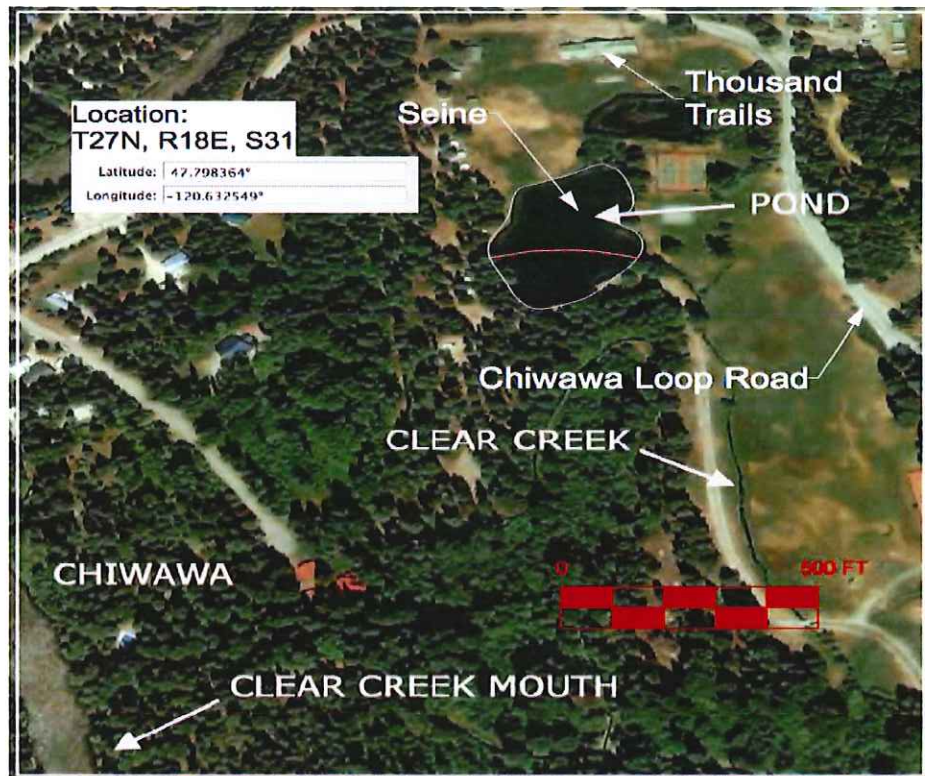 Thousand
Trails
Seine
Location:
T27N, R18E, S31
Latitude: 47.798364°
Longitude: -120.632549°
POND
Chiwawa Loop Road
CLEAR CREEK
CHIWAWA
0 500 FT
CLEAR CREEK MOUTH